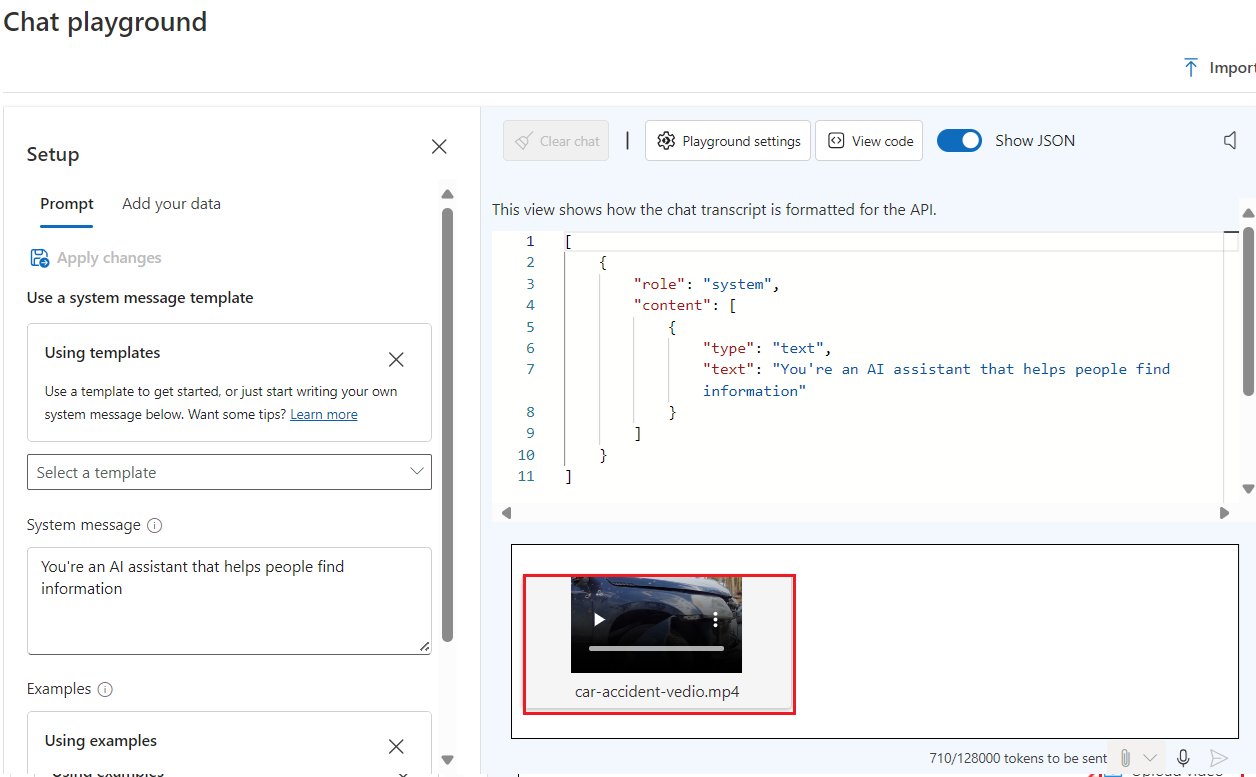 Chat playground
Import
Setup
Prompt
Add your data
Apply changes
Use a system message template
Using templates
Use a template to get started, or just start writing your own
system message below. Want some tips? Learn more
Select a template
System message
You're an AI assistant that helps people find
information
Examples
Using examples
Using examples
Clear chat
Playground settings
View code
Show JSON
This view shows how the chat transcript is formatted for the API.
1 [
2 {
3 "role": "system",
4 "content": [
5 {
6 "type": "text",
7 "text": "You're an AI assistant that helps people find
information"
8 }
9 ]
10 }
11 ]
car-accident-vedio.mp4
710/128000 tokens to be sent
Upload video